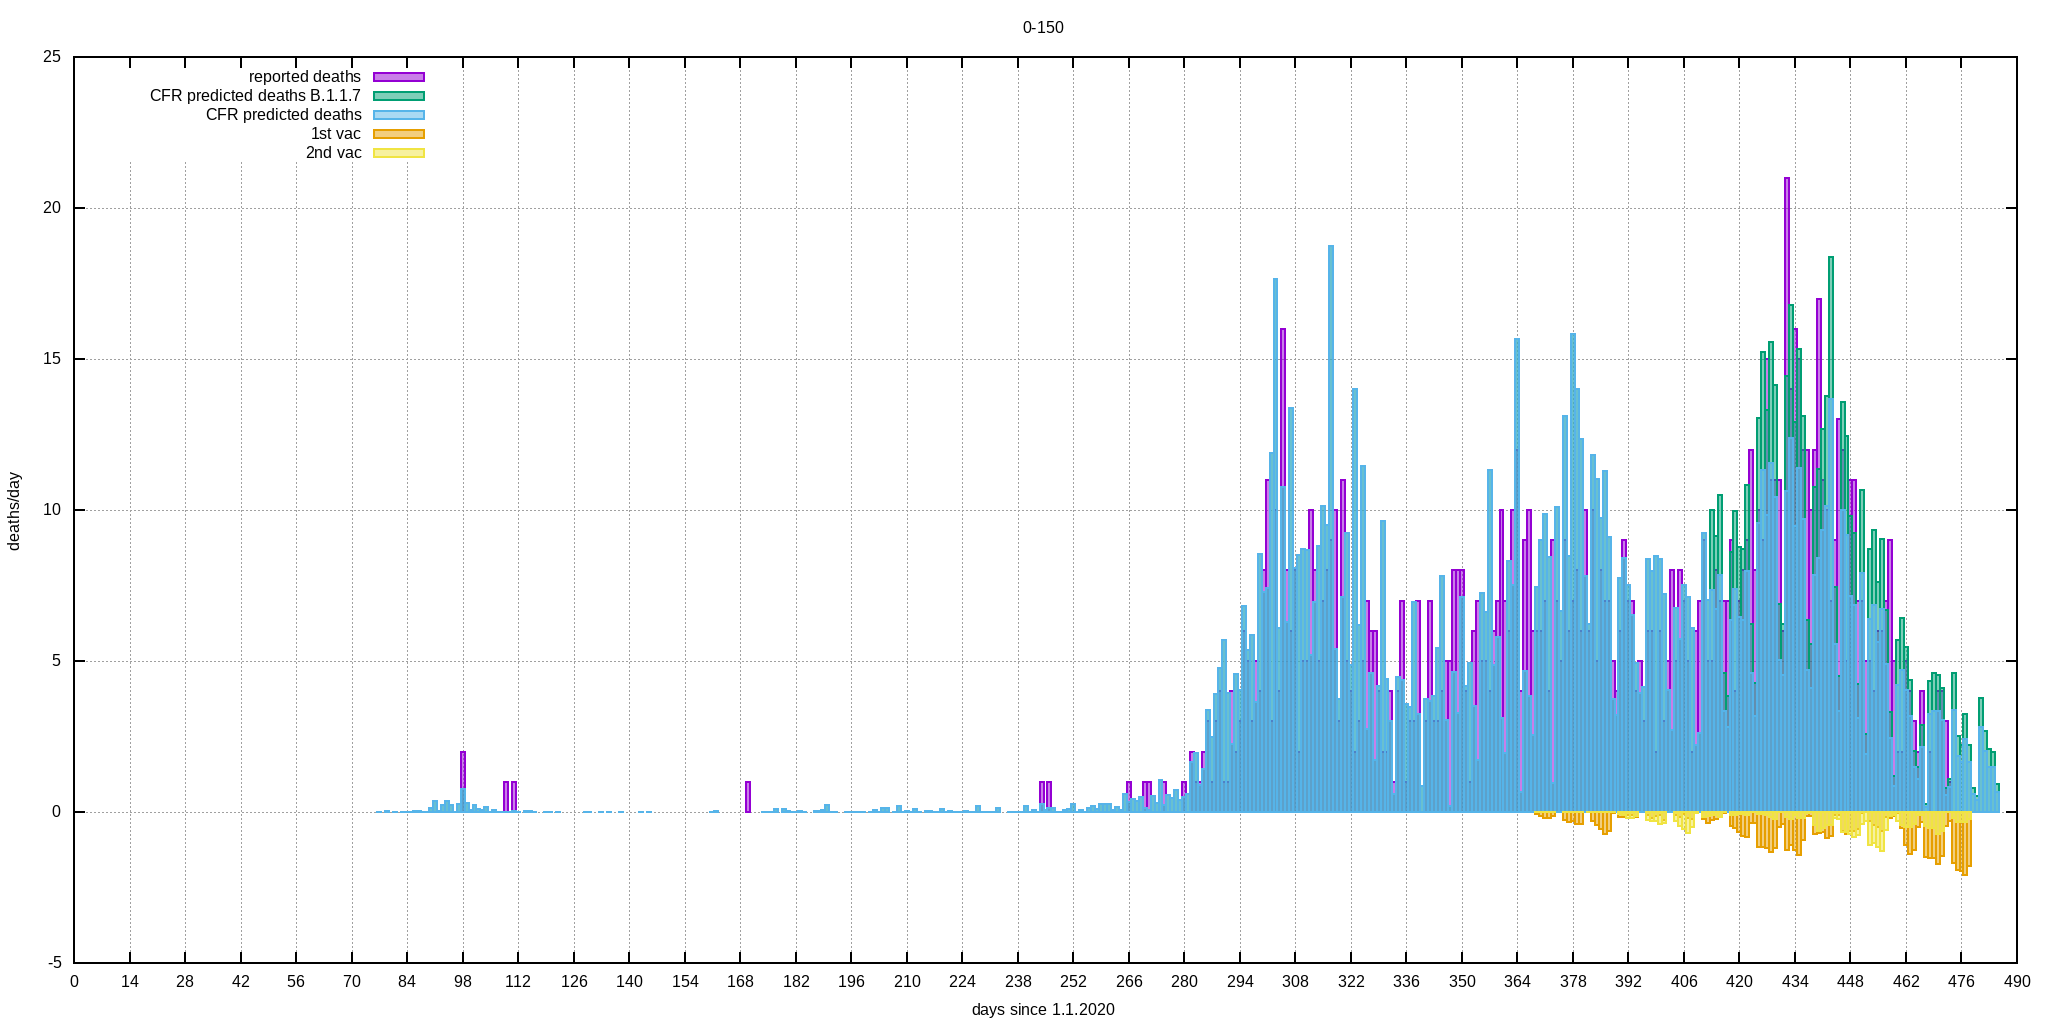 0-150
25
20
15
10
5
0
-5
deaths/day
reported deaths
CFR predicted deaths B.1.1.7
CFR predicted deaths
1st vac
2nd vac
0 14 28 42 56 70 84 98 112 126 140 154 168 182 196 210 224 238 252 266 280 294 308 322 336 350 364 378 392 406 420 434 448 462 476 490
days since 1.1.2020